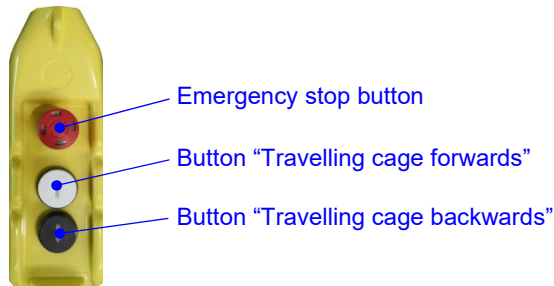 Emergency stop button
Button “Travelling cage forwards”
Button “Travelling cage backwards”